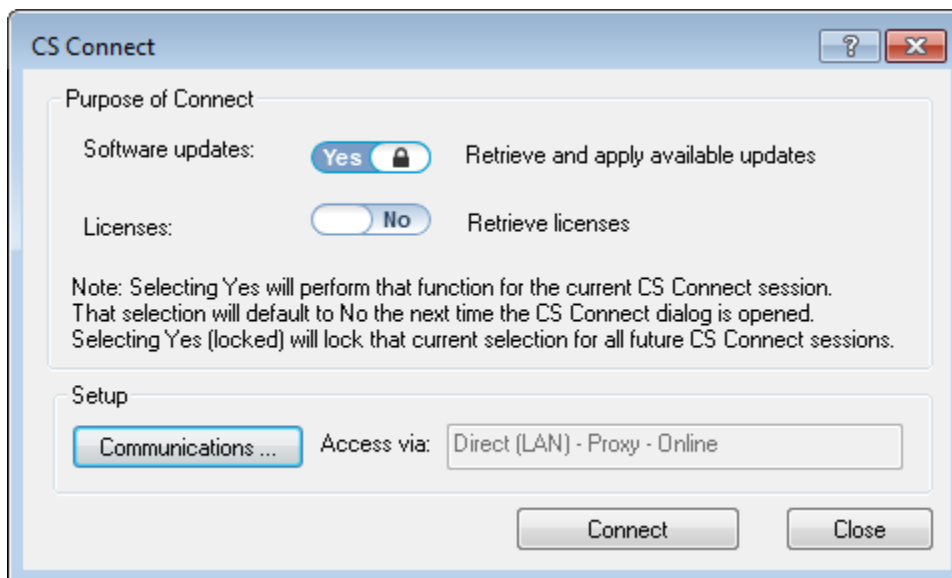 CS Connect
Purpose of Connect
Software updates: Yes Retrieve and apply available updates
Licenses: No Retrieve licenses
Note: Selecting Yes will perform that function for the current CS Connect session.
That selection will default to No the next time the CS Connect dialog is opened.
Selecting Yes (locked) will lock that current selection for all future CS Connect sessions.
Setup
Communications ... Access via: Direct (LAN) - Proxy - Online
Connect Close